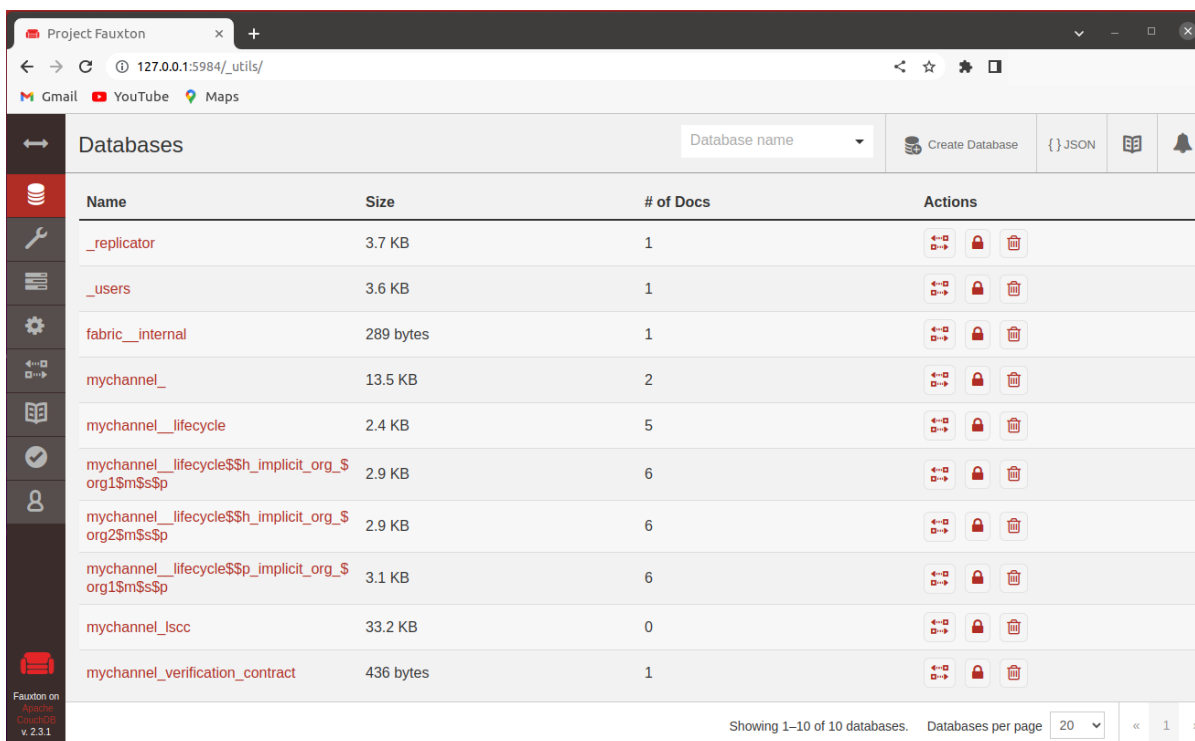 Project Fauxton
127.0.0.1:5984/_utils/
Gmail YouTube Maps
Databases Database name Create Database { } JSON
Name Size # of Docs Actions
_replicator 3.7 KB 1
_users 3.6 KB 1
fabric__internal 289 bytes 1
mychannel_ 13.5 KB 2
mychannel__lifecycle 2.4 KB 5
mychannel__lifecycle$$h_implicit_org_$ 2.9 KB 6
org1$m$s$p
mychannel__lifecycle$$h_implicit_org_$ 2.9 KB 6
org2$m$s$p
mychannel__lifecycle$$p_implicit_org_$ 3.1 KB 6
org1$m$s$p
mychannel_lscc 33.2 KB 0
mychannel_verification_contract 436 bytes 1
Fauxton on
Apache
CouchDB
v. 2.3.1
Showing 1–10 of 10 databases. Databases per page 20 « 1 »